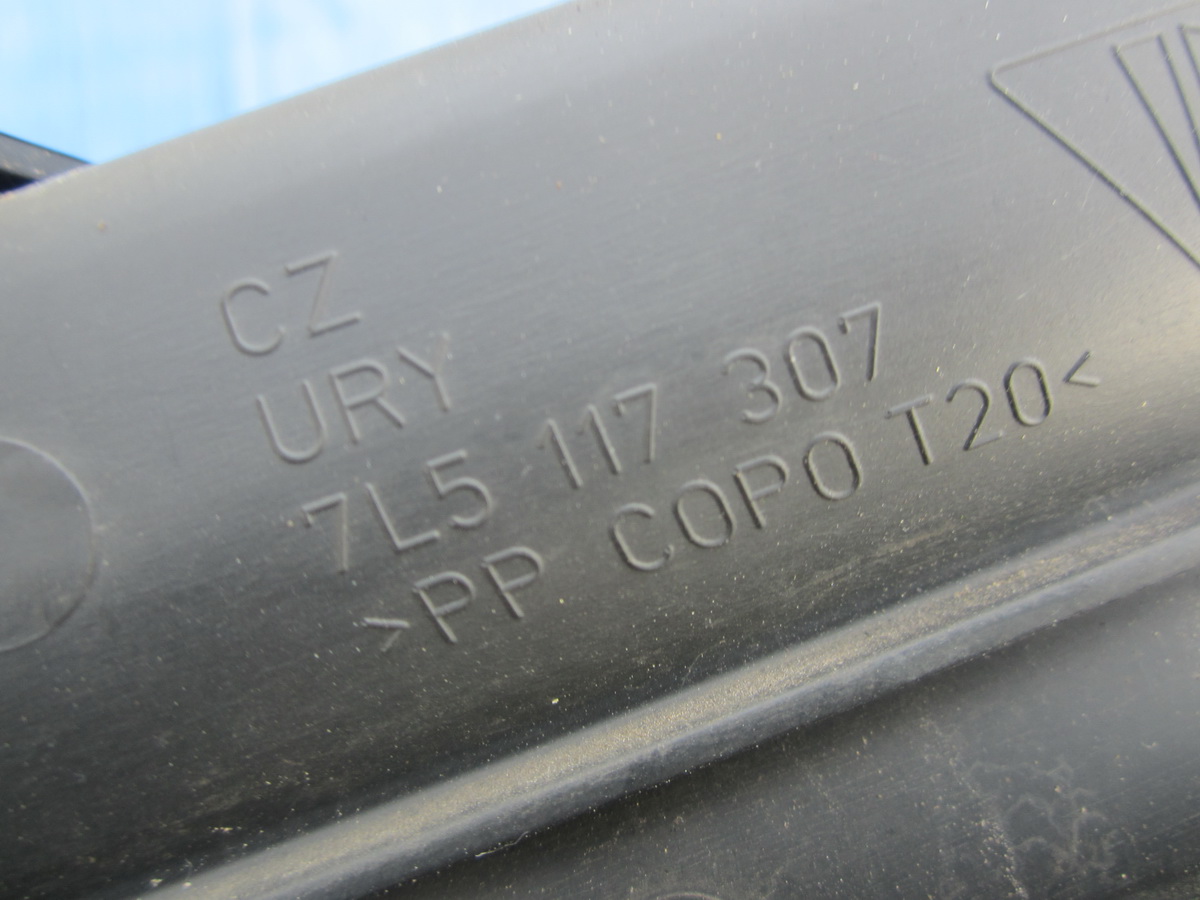 CZ
URY
7L5 117 307
>PP COPO T20<